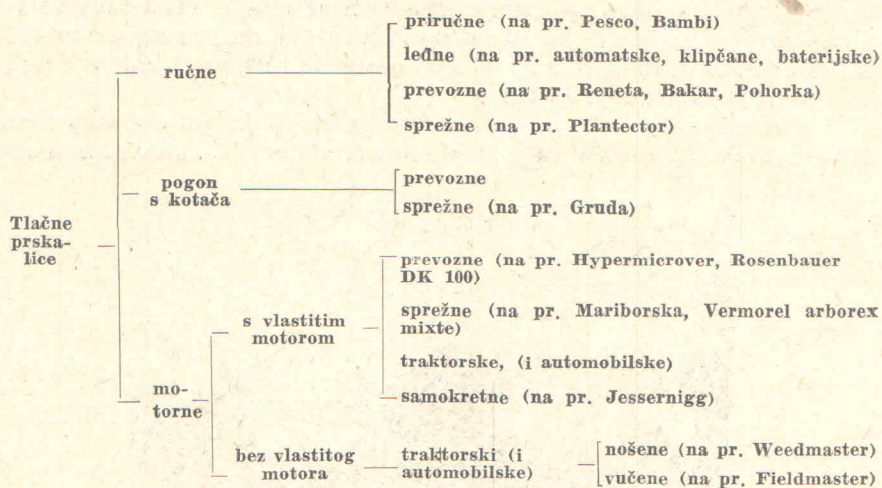 priručne (na pr. Pesco, Bambi)
leđne (na pr. automatske, klipčane, baterijske)
ručne
prevozne (na pr. Reneta, Bakar, Pohorka)
sprežne (na pr. Plantector)
pogon
s kotača
prevozne
sprežne (na pr. Gruda)
Tlačne
prska-
lice
prevozne (na pr. Hypermicrover, Rosenbauer
DK 100)
s vlastitim
motorom
sprežne (na pr. Mariborska, Vermorel arborex
mixte)
traktorske, (i automobilske)
samokretne (na pr. Jessernigg)
mo-
torne
bez vlastitog
motora
traktorski (i
automobilske)
nošene (na pr. Weedmaster)
vučene (na pr. Fieldmaster)